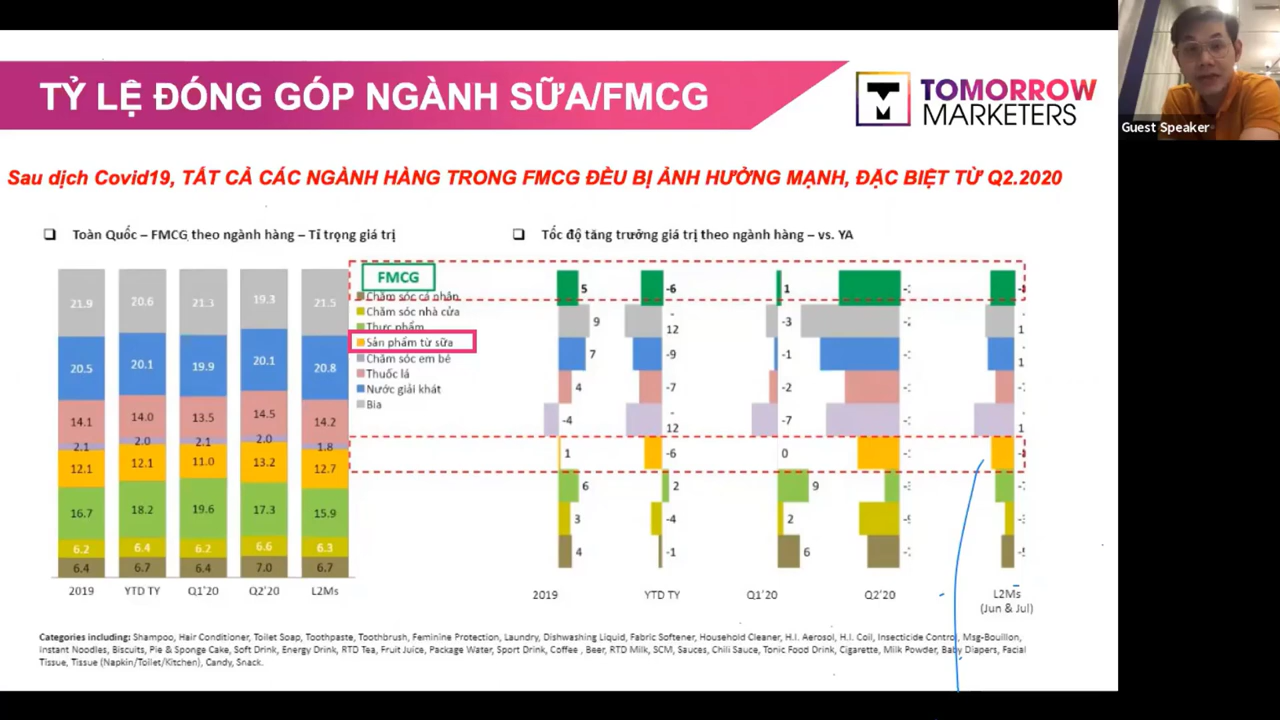 TỶ LỆ ĐÓNG GÓP NGÀNH SỮA/FMCG
TOMORROW
MARKETERS
Guest Speaker
Sau dịch Covid19, TẤT CẢ CÁC NGÀNH HÀNG TRONG FMCG ĐỀU BỊ ẢNH HƯỞNG MẠNH, ĐẶC BIỆT TỪ Q2.2020
Toàn Quốc – FMCG theo ngành hàng – Tỉ trọng giá trị
Tốc độ tăng trưởng giá trị theo ngành hàng – vs. YA
21.9 20.6 21.3 19.3 21.5
20.5 20.1 19.9 20.1 20.8
14.1 14.0 13.5 14.5 14.2
2.1 2.0 2.1 2.0 1.8
12.1 12.1 11.0 13.2 12.7
16.7 18.2 19.6 17.3 15.9
6.2 6.4 6.2 6.6 6.3
6.4 6.7 6.4 7.0 6.7
2019 YTD TY Q1'20 Q2'20 L2Ms
FMCG
Chăm sóc cá nhân
Chăm sóc nhà cửa
Thực phẩm
Sản phẩm từ sữa
Chăm sóc em bé
Thuốc lá
Nước giải khát
Bia
5 -6 1
9 -12 -3
7 -9 -1
4 -7 -2
-4 -12 -7
1 -6 0
6 2 9
3 -4 2
4 -1 6
2019 YTD TY Q1'20 Q2'20 L2Ms
(Jun & Jul)
Categories including: Shampoo, Hair Conditioner, Toilet Soap, Toothpaste, Toothbrush, Feminine Protection, Laundry, Dishwashing Liquid, Fabric Softener, Household Cleaner, H.I. Aerosol, H.I. Coil, Insecticide Control, Msg-Bouillon,
Instant Noodles, Biscuits, Pie & Sponge Cake, Soft Drink, Energy Drink, RTD Tea, Fruit Juice, Package Water, Sport Drink, Coffee , Beer, RTD Milk, SCM, Sauces, Chili Sauce, Tonic Food Drink, Cigarette, Milk Powder, Baby Diapers, Facial
Tissue, Tissue (Napkin/Toilet/Kitchen), Candy, Snack.